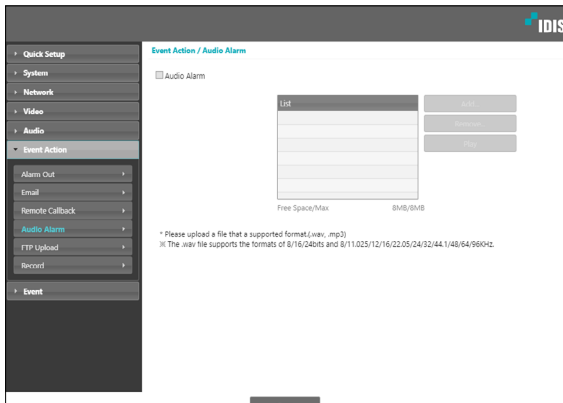 IDIS
Quick Setup
System
Network
Video
Audio
Event Action
Alarm Out
Email
Remote Callback
Audio Alarm
FTP Upload
Record
Event
Event Action / Audio Alarm
Audio Alarm
List
Add
Remove
Play
Free Space/Max 8MB/8MB
* Please upload a file that a supported format.(.wav, .mp3)
※ The .wav file supports the formats of 8/16/24bits and 8/11.025/12/16/22.05/24/32/44.1/48/64/96KHz.